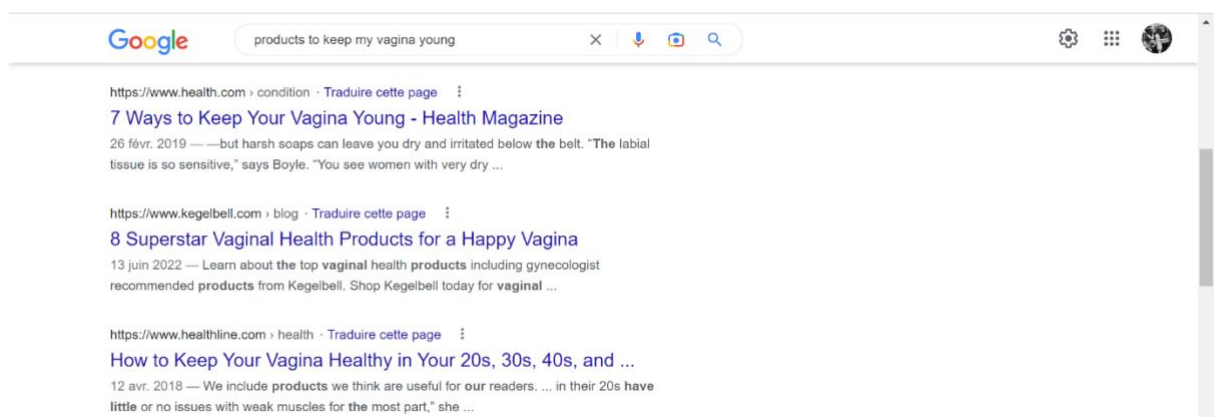 Google products to keep my vagina young
https://www.health.com › condition · Traduire cette page
7 Ways to Keep Your Vagina Young - Health Magazine
26 févr. 2019 — —but harsh soaps can leave you dry and irritated below the belt. “The labial
tissue is so sensitive,” says Boyle. “You see women with very dry ...
https://www.kegelbell.com › blog · Traduire cette page
8 Superstar Vaginal Health Products for a Happy Vagina
13 juin 2022 — Learn about the top vaginal health products including gynecologist
recommended products from Kegelbell. Shop Kegelbell today for vaginal ...
https://www.healthline.com › health · Traduire cette page
How to Keep Your Vagina Healthy in Your 20s, 30s, 40s, and ...
12 avr. 2018 — We include products we think are useful for our readers. ... in their 20s have
little or no issues with weak muscles for the most part,” she ...